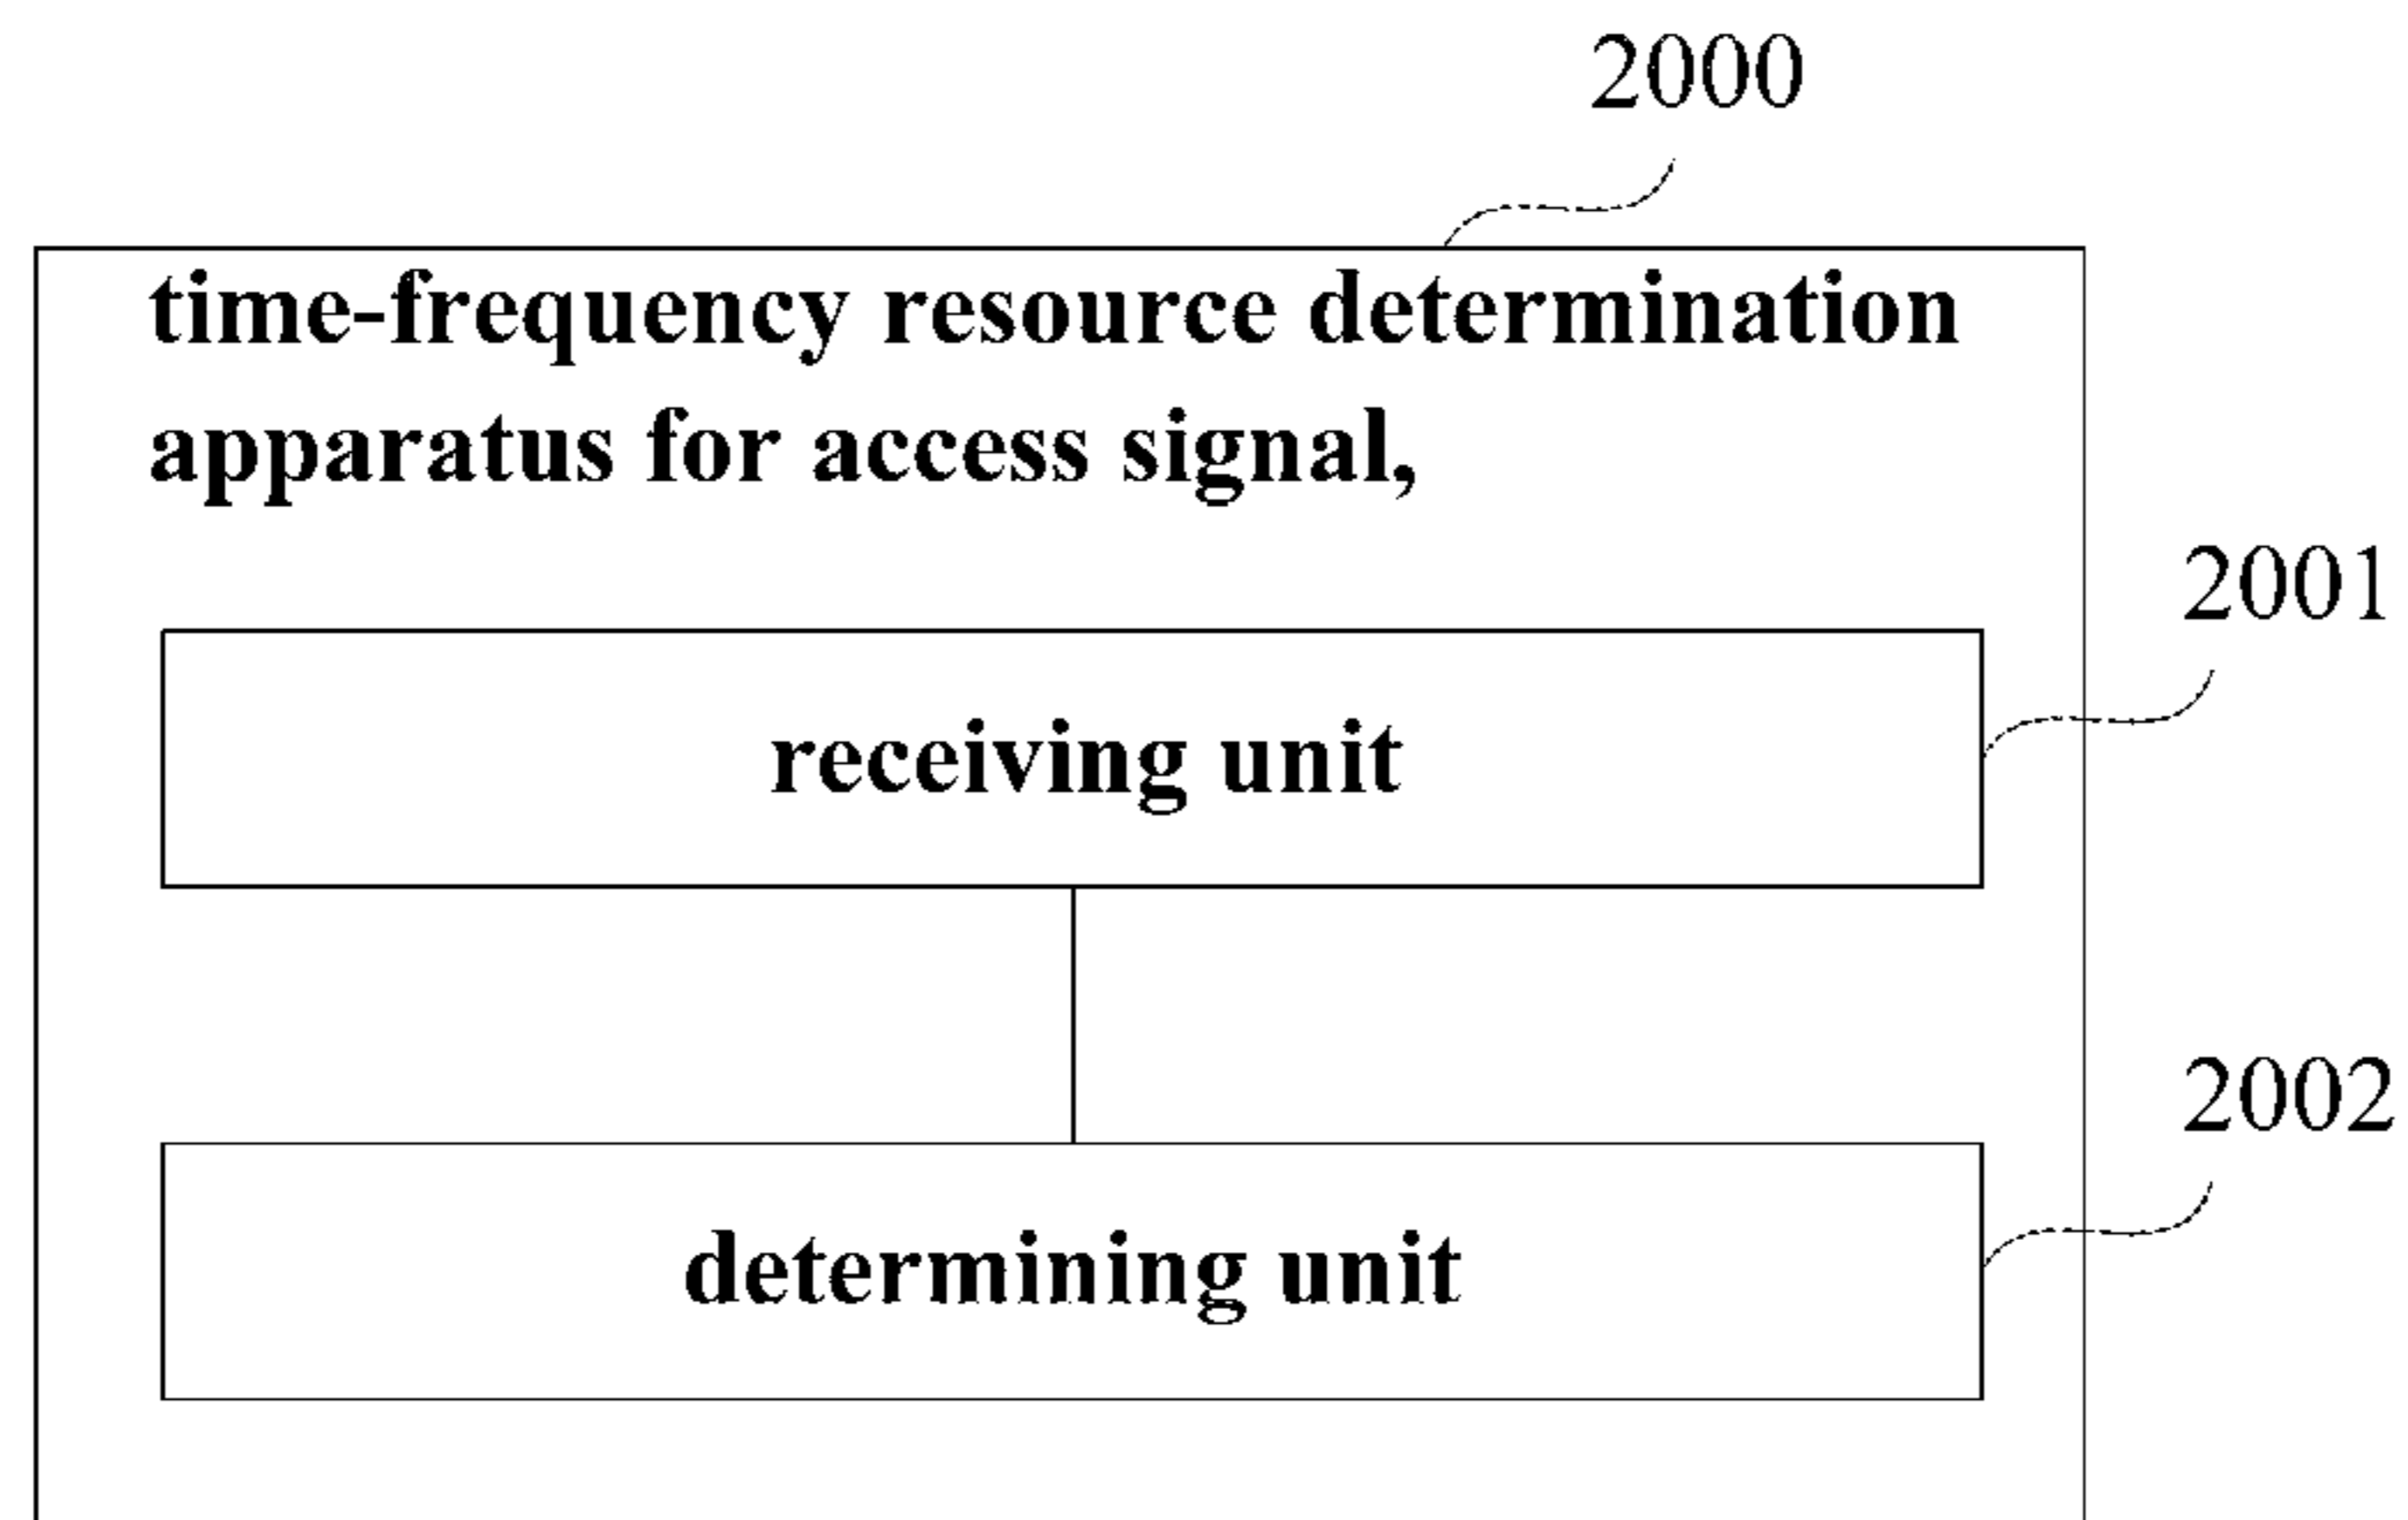 2000
time-frequency resource determination
apparatus for access signal,
2001
receiving unit
2002
determining unit